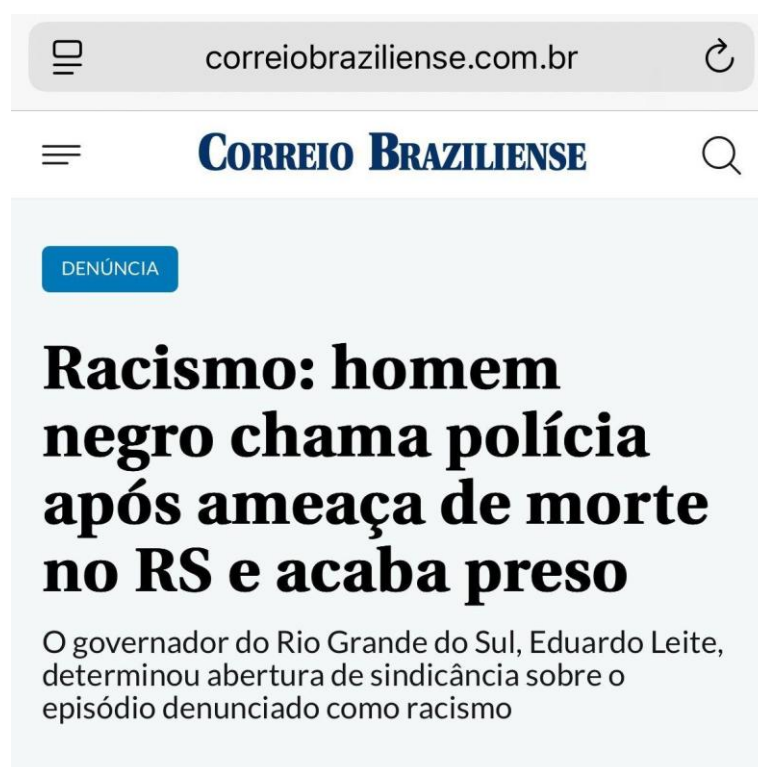 correiobraziliense.com.br
CORREIO BRAZILIENSE
DENÚNCIA
Racismo: homem
negro chama polícia
após ameaça de morte
no RS e acaba preso
O governador do Rio Grande do Sul, Eduardo Leite,
determinou abertura de sindicância sobre o
episódio denunciado como racismo